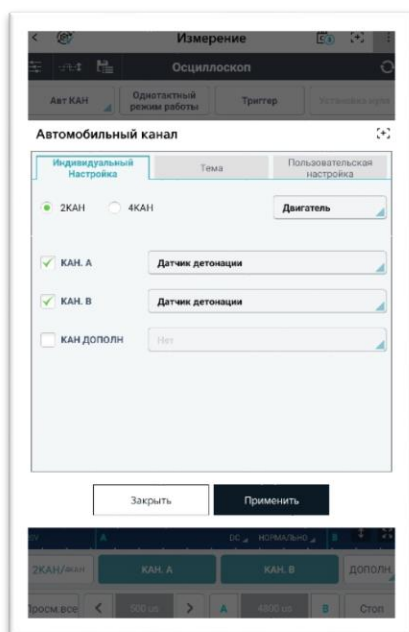 Измерение
Осциллоскоп
Авт КАН
Однотактный
режим работы
Триггер
Установка нуля
Автомобильный канал
Индивидуальный
Настройка
Тема
Пользовательская
настройка
2КАН
4КАН
Двигатель
КАН. А
Датчик детонации
КАН. В
Датчик детонации
КАН ДОПОЛН
Нет
Закрыть
Применить
A
DC
НОРМАЛЬНО
B
2КАН/4КАН
КАН. А
КАН. В
ДОПОЛН.
Просм.все
500 us
A
4800 us
B
Стоп